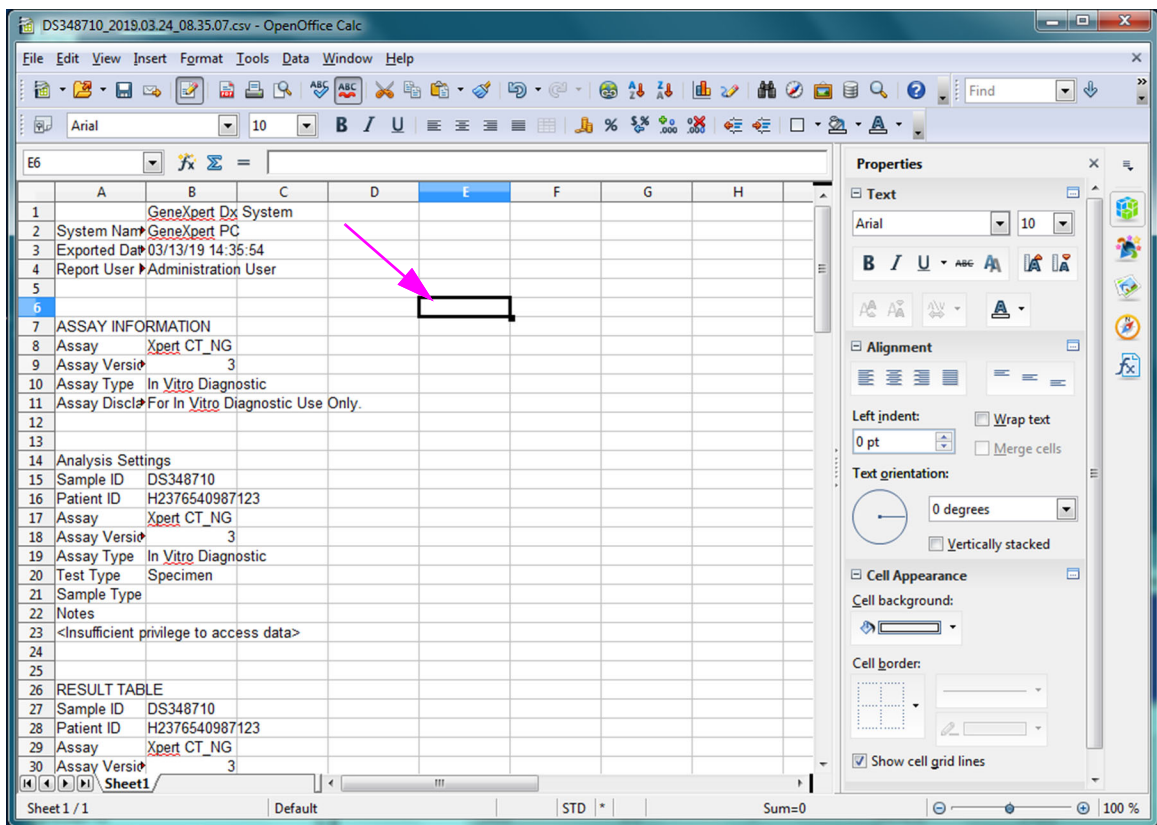 DS348710_2019.03.24_08.35.07.csv - OpenOffice Calc
File Edit View Insert Format Tools Data Window Help
Find
Arial 10
E6
A B C D E F G H
1 GeneXpert Dx System
2 System Nam GeneXpert PC
3 Exported Dat 03/13/19 14:35:54
4 Report User Administration User
5
6
7 ASSAY INFORMATION
8 Assay Xpert CT_NG
9 Assay Versio 3
10 Assay Type In Vitro Diagnostic
11 Assay Discla For In Vitro Diagnostic Use Only.
12
13
14 Analysis Settings
15 Sample ID DS348710
16 Patient ID H2376540987123
17 Assay Xpert CT_NG
18 Assay Versio 3
19 Assay Type In Vitro Diagnostic
20 Test Type Specimen
21 Sample Type
22 Notes
23 <Insufficient privilege to access data>
24
25
26 RESULT TABLE
27 Sample ID DS348710
28 Patient ID H2376540987123
29 Assay Xpert CT_NG
30 Assay Versio 3
Sheet1
Sheet 1 / 1 Default STD * Sum=0 100 %
Properties
Text
Arial 10
Alignment
Left indent:
0 pt
Wrap text
Merge cells
Text orientation:
0 degrees
Vertically stacked
Cell Appearance
Cell background:
Cell border:
Show cell grid lines